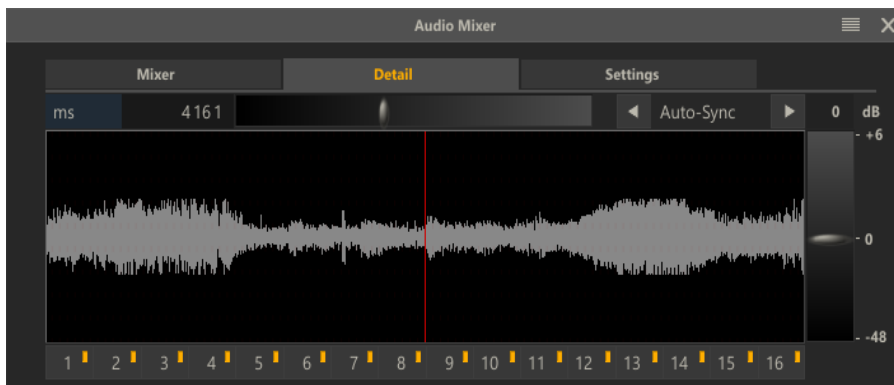 Audio Mixer
Mixer Detail Settings
ms 4161 Auto-Sync 0 dB
+6
0
-48
1 2 3 4 5 6 7 8 9 10 11 12 13 14 15 16